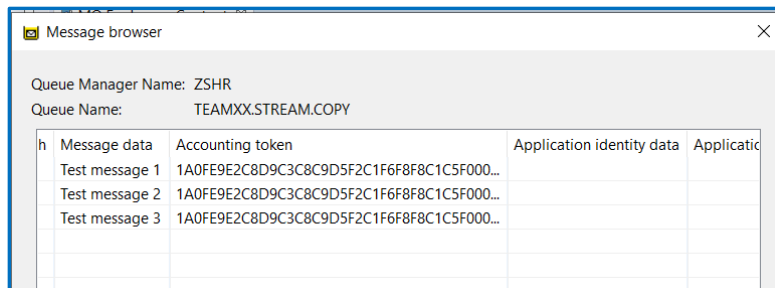 Message browser
Queue Manager Name: ZSHR
Queue Name: TEAMXX.STREAM.COPY
h Message data Accounting token Application identity data Applicatic
Test message 1 1A0FE9E2C8D9C3C8C9D5F2C1F6F8F8C1C5F000...
Test message 2 1A0FE9E2C8D9C3C8C9D5F2C1F6F8F8C1C5F000...
Test message 3 1A0FE9E2C8D9C3C8C9D5F2C1F6F8F8C1C5F000...